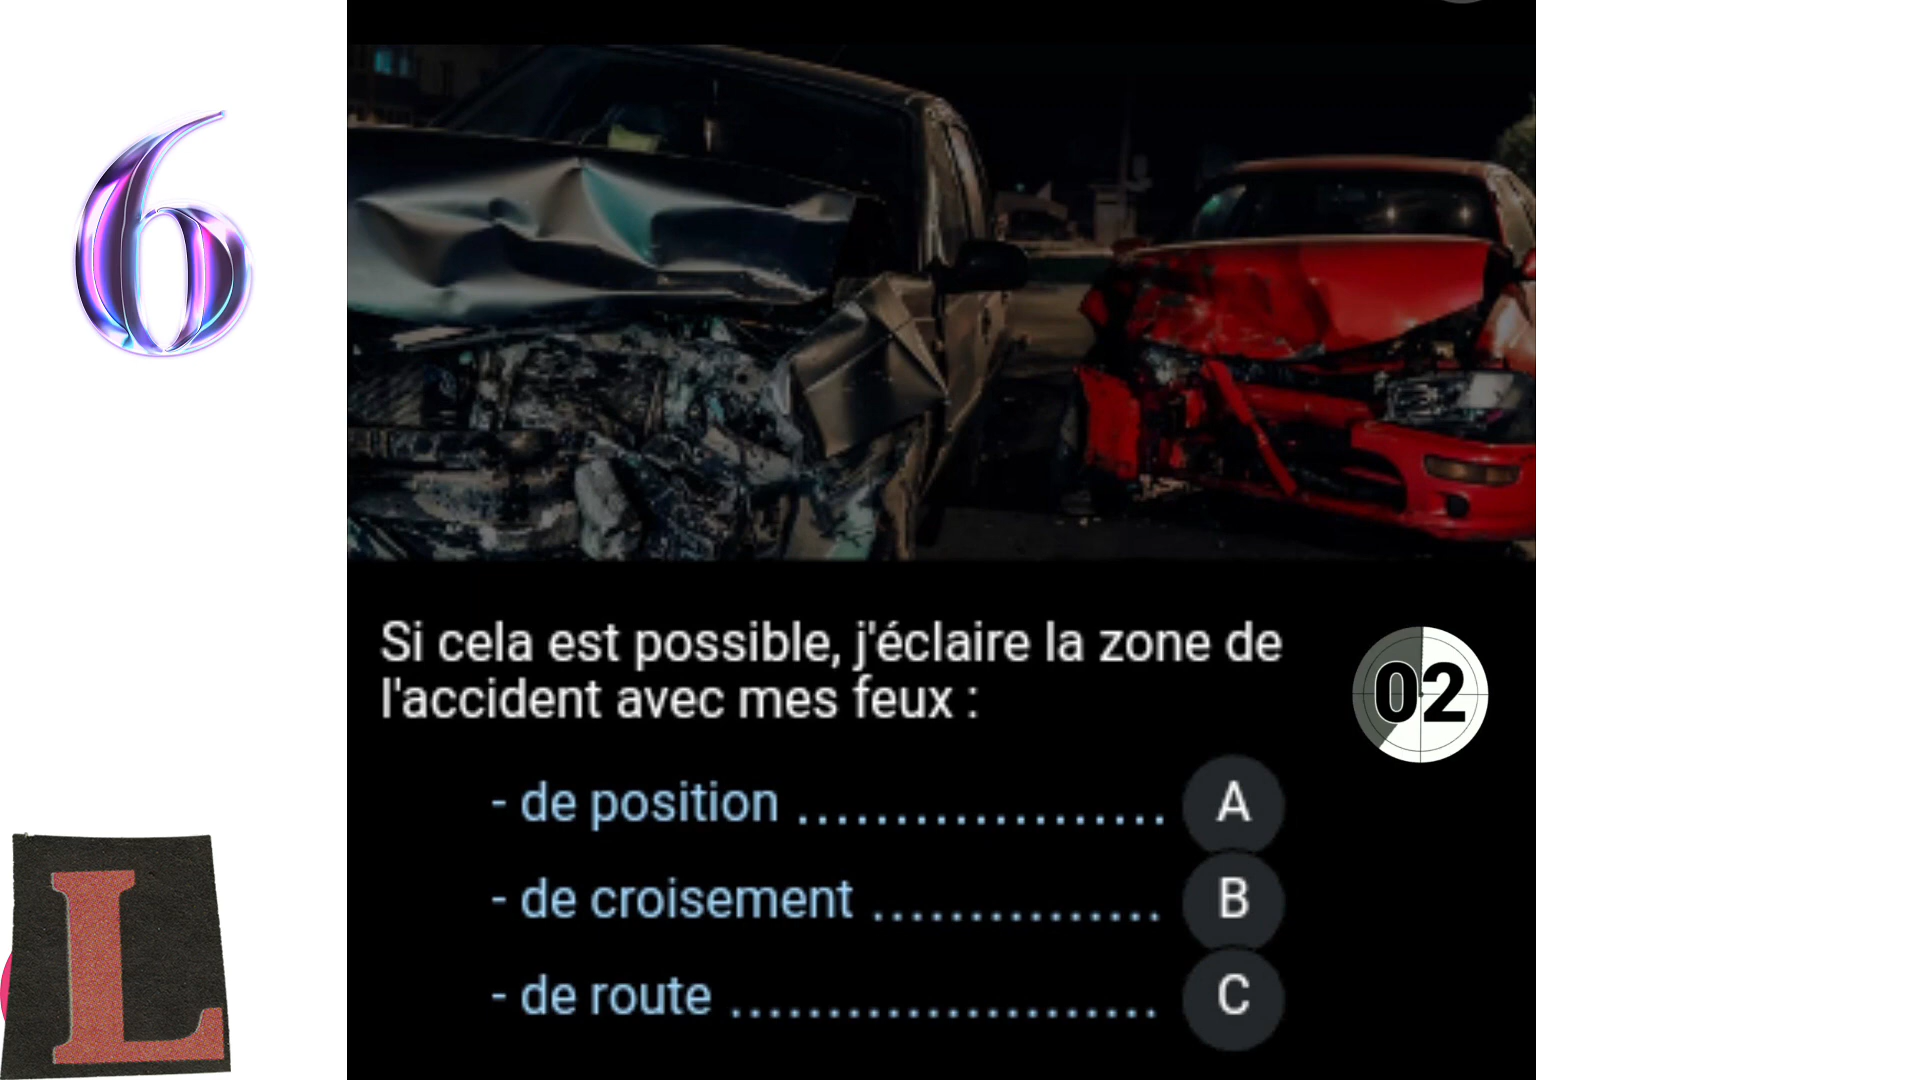 6
Si cela est possible, j'éclaire la zone de
l'accident avec mes feux :
02
- de position ................... A
- de croisement ............... B
- de route ...................... C
L